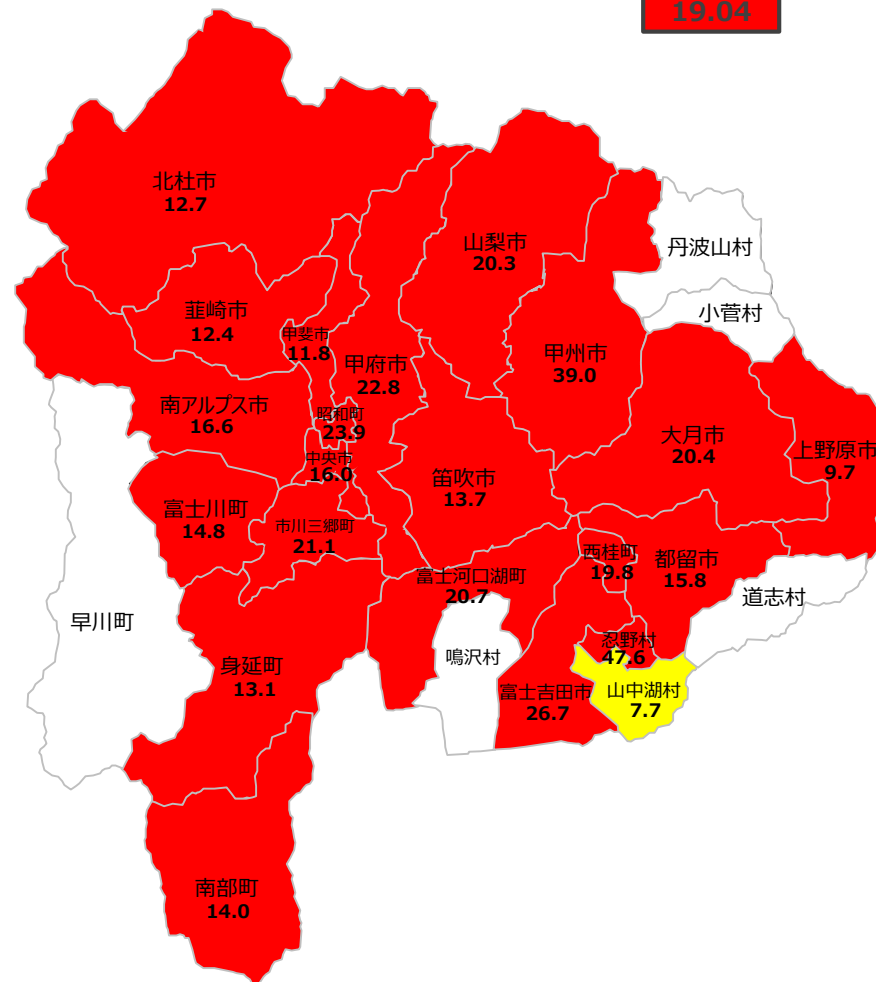 19.04
北杜市
12.7
山梨市
20.3
丹波山村
小菅村
韮崎市
12.4
甲斐市
11.8
甲府市
22.8
甲州市
39.0
南アルプス市
16.6
昭和町
23.9
中央市
16.0
笛吹市
13.7
大月市
20.4
上野原市
9.7
富士川町
14.8
市川三郷町
21.1
西桂町
19.8
都留市
15.8
富士河口湖町
20.7
道志村
早川町
身延町
13.1
鳴沢村
忍野村
47.6
富士吉田市
26.7
山中湖村
7.7
南部町
14.0